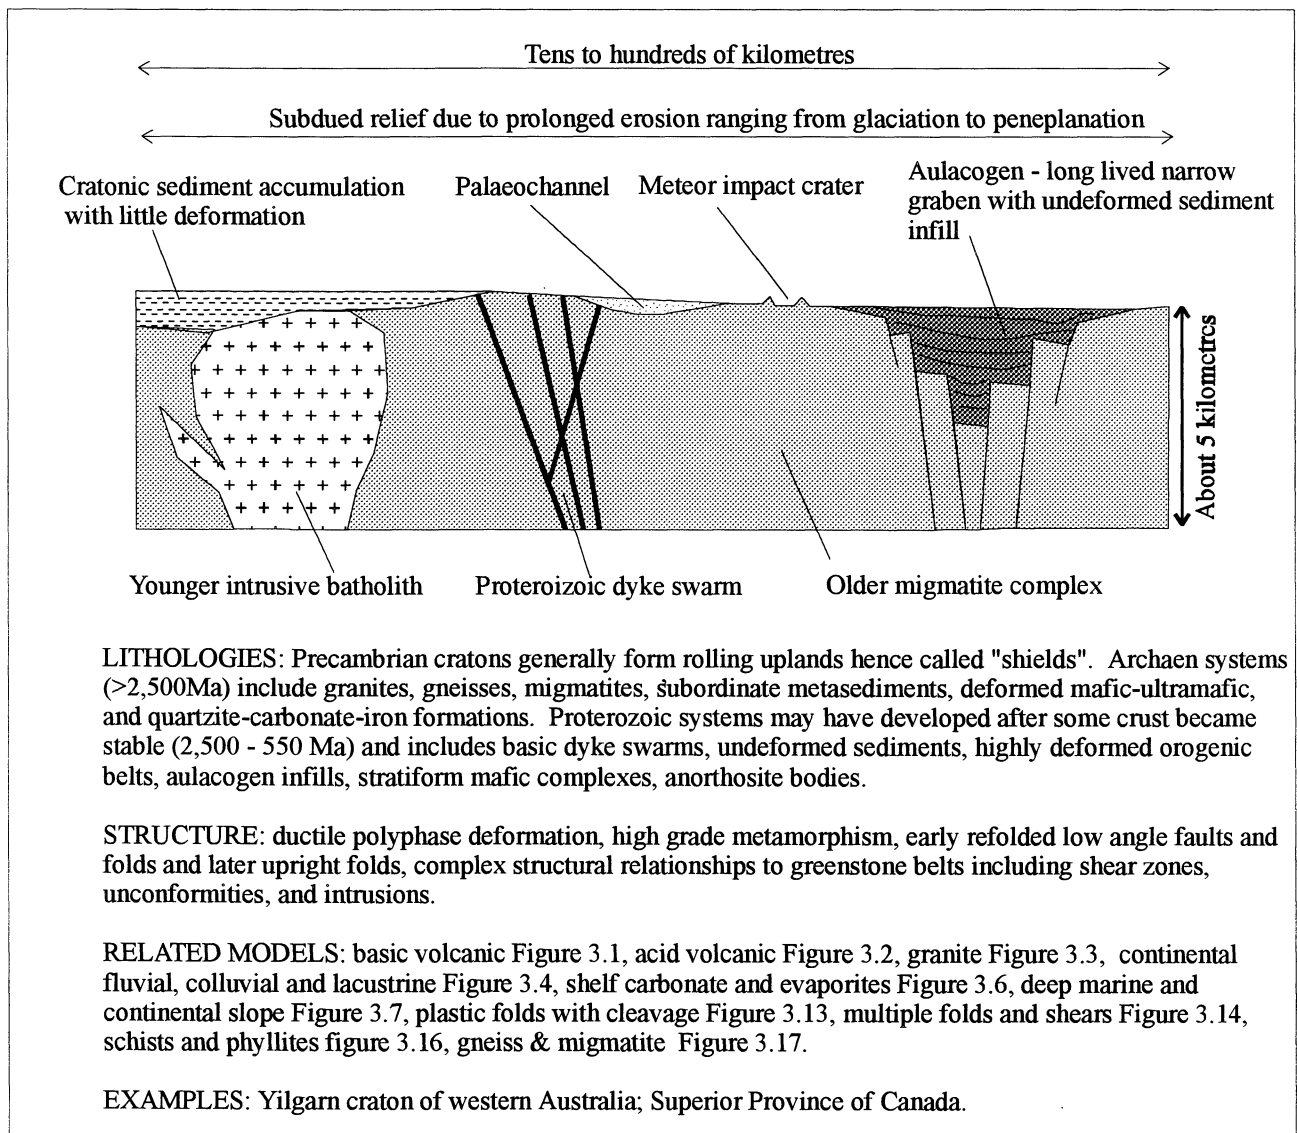 Tens to hundreds of kilometres
Subdued relief due to prolonged erosion ranging from glaciation to peneplanation
Cratonic sediment accumulation
with little deformation
Palaeochannel
Meteor impact crater
Aulacogen - long lived narrow
graben with undeformed sediment
infill
About 5 kilometres
Younger intrusive batholith
Proteroizoic dyke swarm
Older migmatite complex
LITHOLOGIES: Precambrian cratons generally form rolling uplands hence called "shields". Archaen systems
(>2,500Ma) include granites, gneisses, migmatites, subordinate metasediments, deformed mafic-ultramafic,
and quartzite-carbonate-iron formations. Proterozoic systems may have developed after some crust became
stable (2,500 - 550 Ma) and includes basic dyke swarms, undeformed sediments, highly deformed orogenic
belts, aulacogen infills, stratiform mafic complexes, anorthosite bodies.
STRUCTURE: ductile polyphase deformation, high grade metamorphism, early refolded low angle faults and
folds and later upright folds, complex structural relationships to greenstone belts including shear zones,
unconformities, and intrusions.
RELATED MODELS: basic volcanic Figure 3.1, acid volcanic Figure 3.2, granite Figure 3.3, continental
fluvial, colluvial and lacustrine Figure 3.4, shelf carbonate and evaporites Figure 3.6, deep marine and
continental slope Figure 3.7, plastic folds with cleavage Figure 3.13, multiple folds and shears Figure 3.14,
schists and phyllites figure 3.16, gneiss & migmatite Figure 3.17.
EXAMPLES: Yilgarn craton of western Australia; Superior Province of Canada.